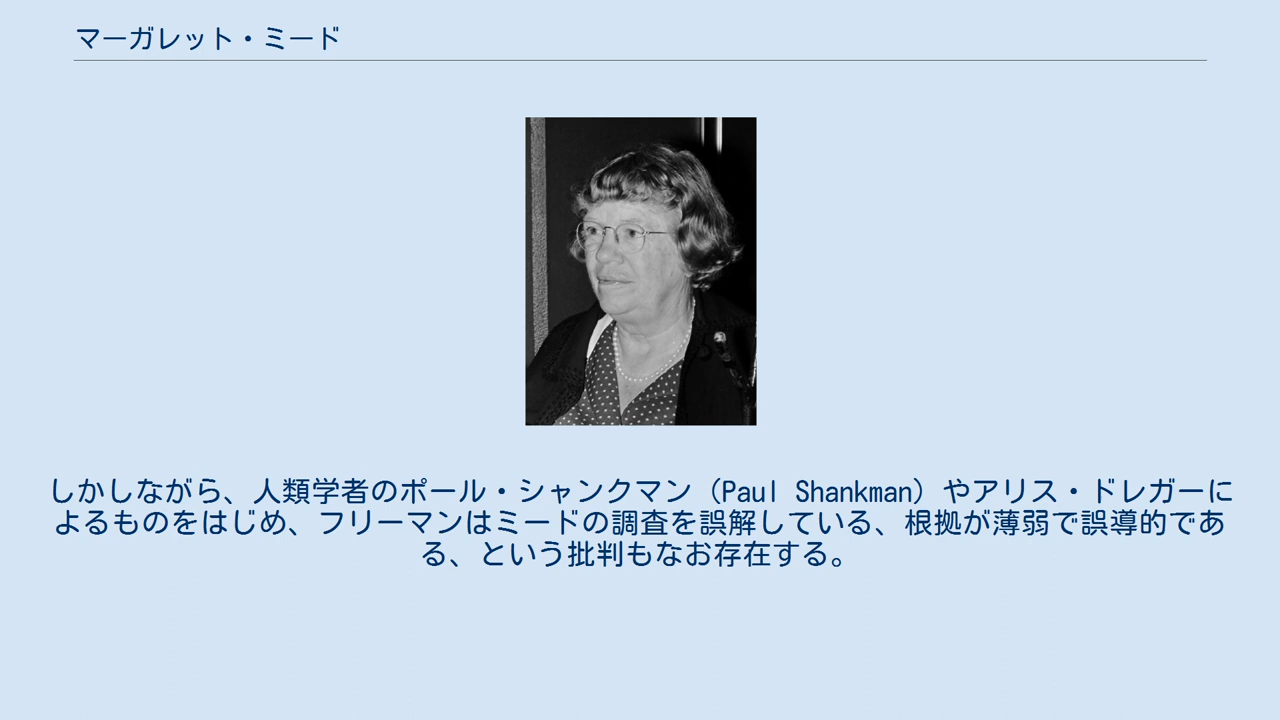 マーガレット・ミード
しかしながら、人類学者のポール・シャンクマン（Paul Shankman）やアリス・ドレガーに
よるものをはじめ、フリーマンはミードの調査を誤解している、根拠が薄弱で誤導的であ
る、という批判もなお存在する。